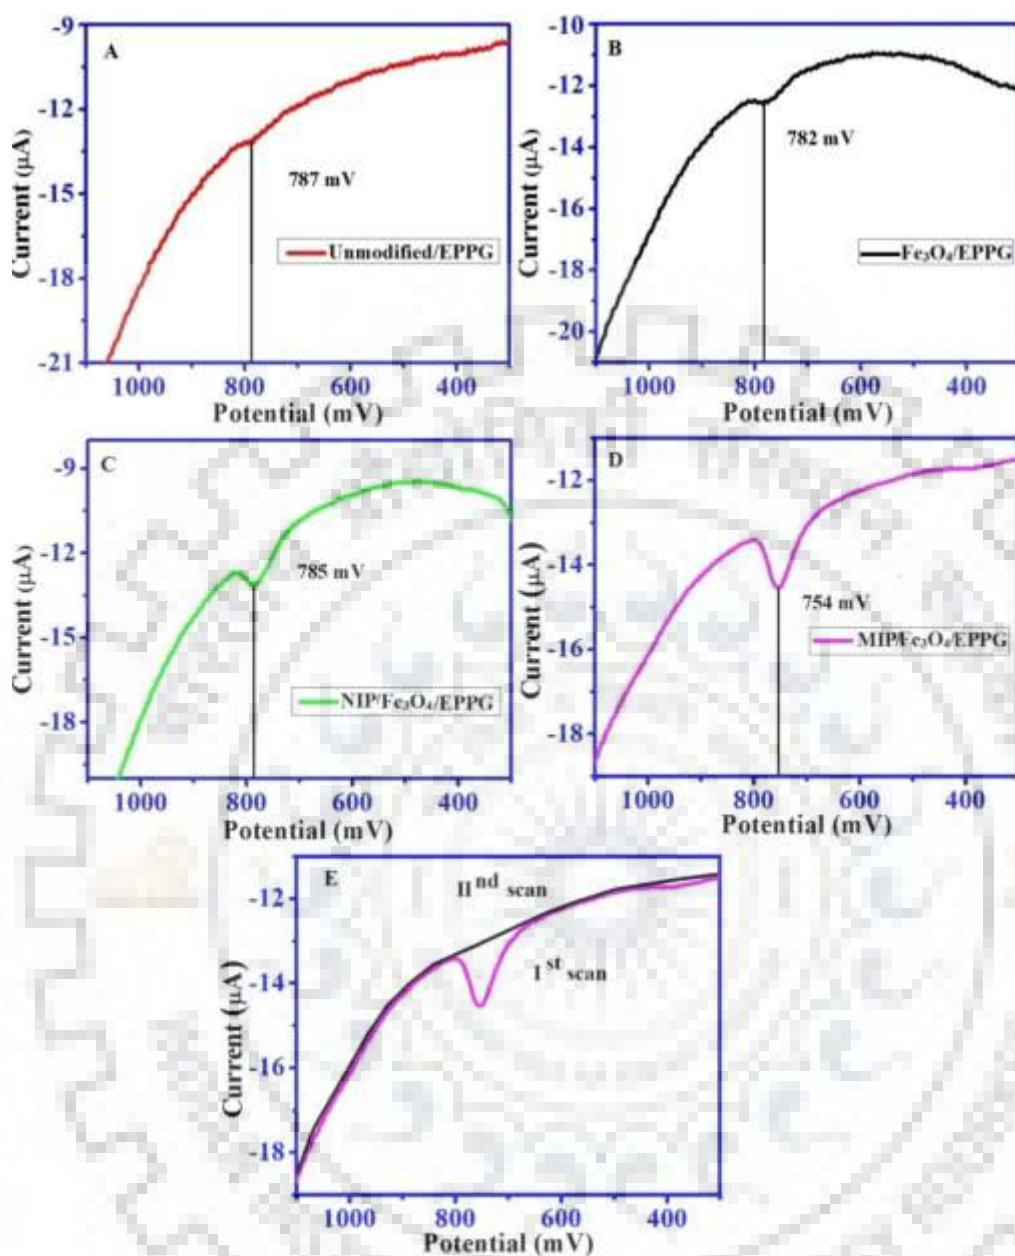 A
Current (µA)
-9
-12
-15
-18
-21
787 mV
Unmodified/EPPG
1000 800 600 400
Potential (mV)
B
Current (µA)
-10
-12
-14
-16
-18
-20
782 mV
Fe₃O₄/EPPG
1000 800 600 400
Potential (mV)
C
Current (µA)
-9
-12
-15
-18
785 mV
NIP/Fe₃O₄/EPPG
1000 800 600 400
Potential (mV)
D
Current (µA)
-12
-14
-16
-18
754 mV
MIP/Fe₃O₄/EPPG
1000 800 600 400
Potential (mV)
E
Current (µA)
-12
-14
-16
-18
IInd scan
Ist scan
1000 800 600 400
Potential (mV)